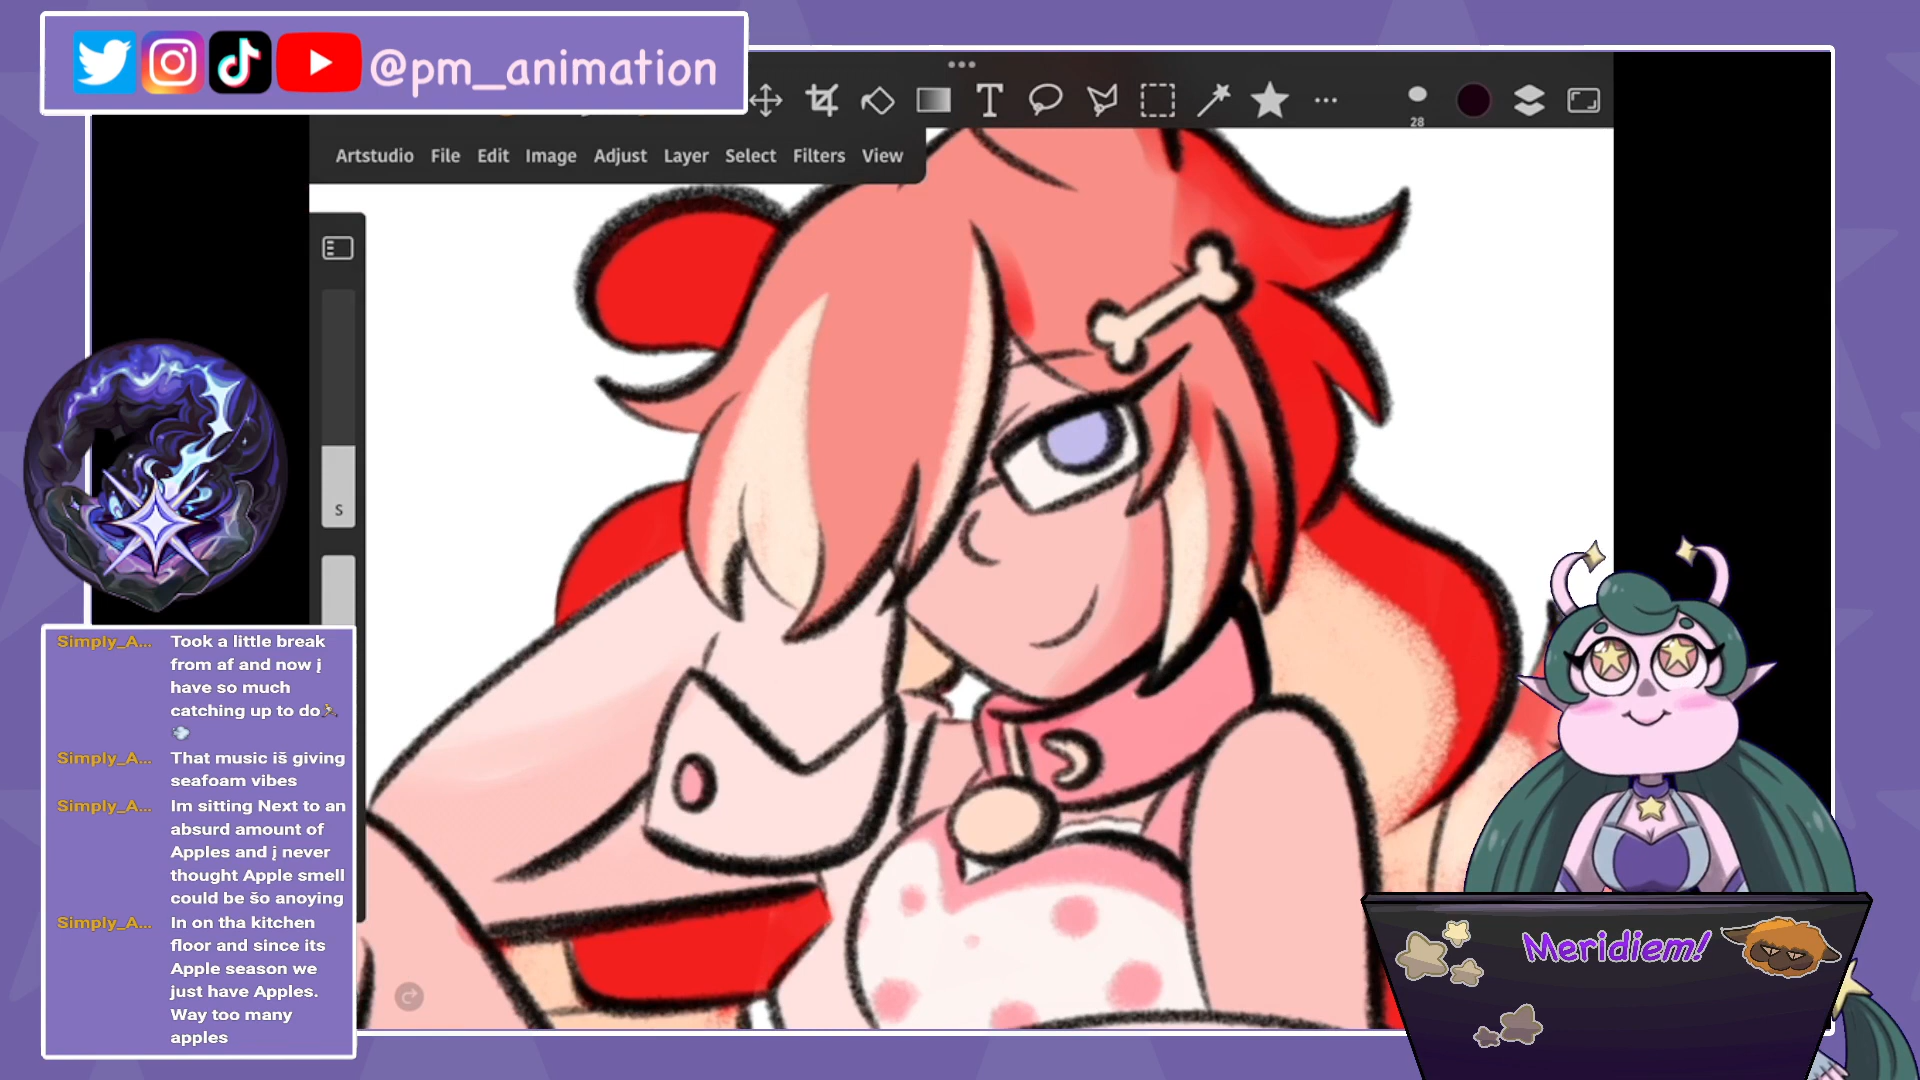 @pm_animation
T
28
Artstudio File Edit Image Adjust Layer Select Filters View
S
Simply_A... Took a little break
from af and now į
have so much
catching up to do
Simply_A... That music iš giving
seafoam vibes
Simply_A... Im sitting Next to an
absurd amount of
Apples and į never
thought Apple smell
could be šo anoying
Simply_A... In on tha kitchen
floor and since its
Apple season we
just have Apples.
Way too many
apples
Meridiem!